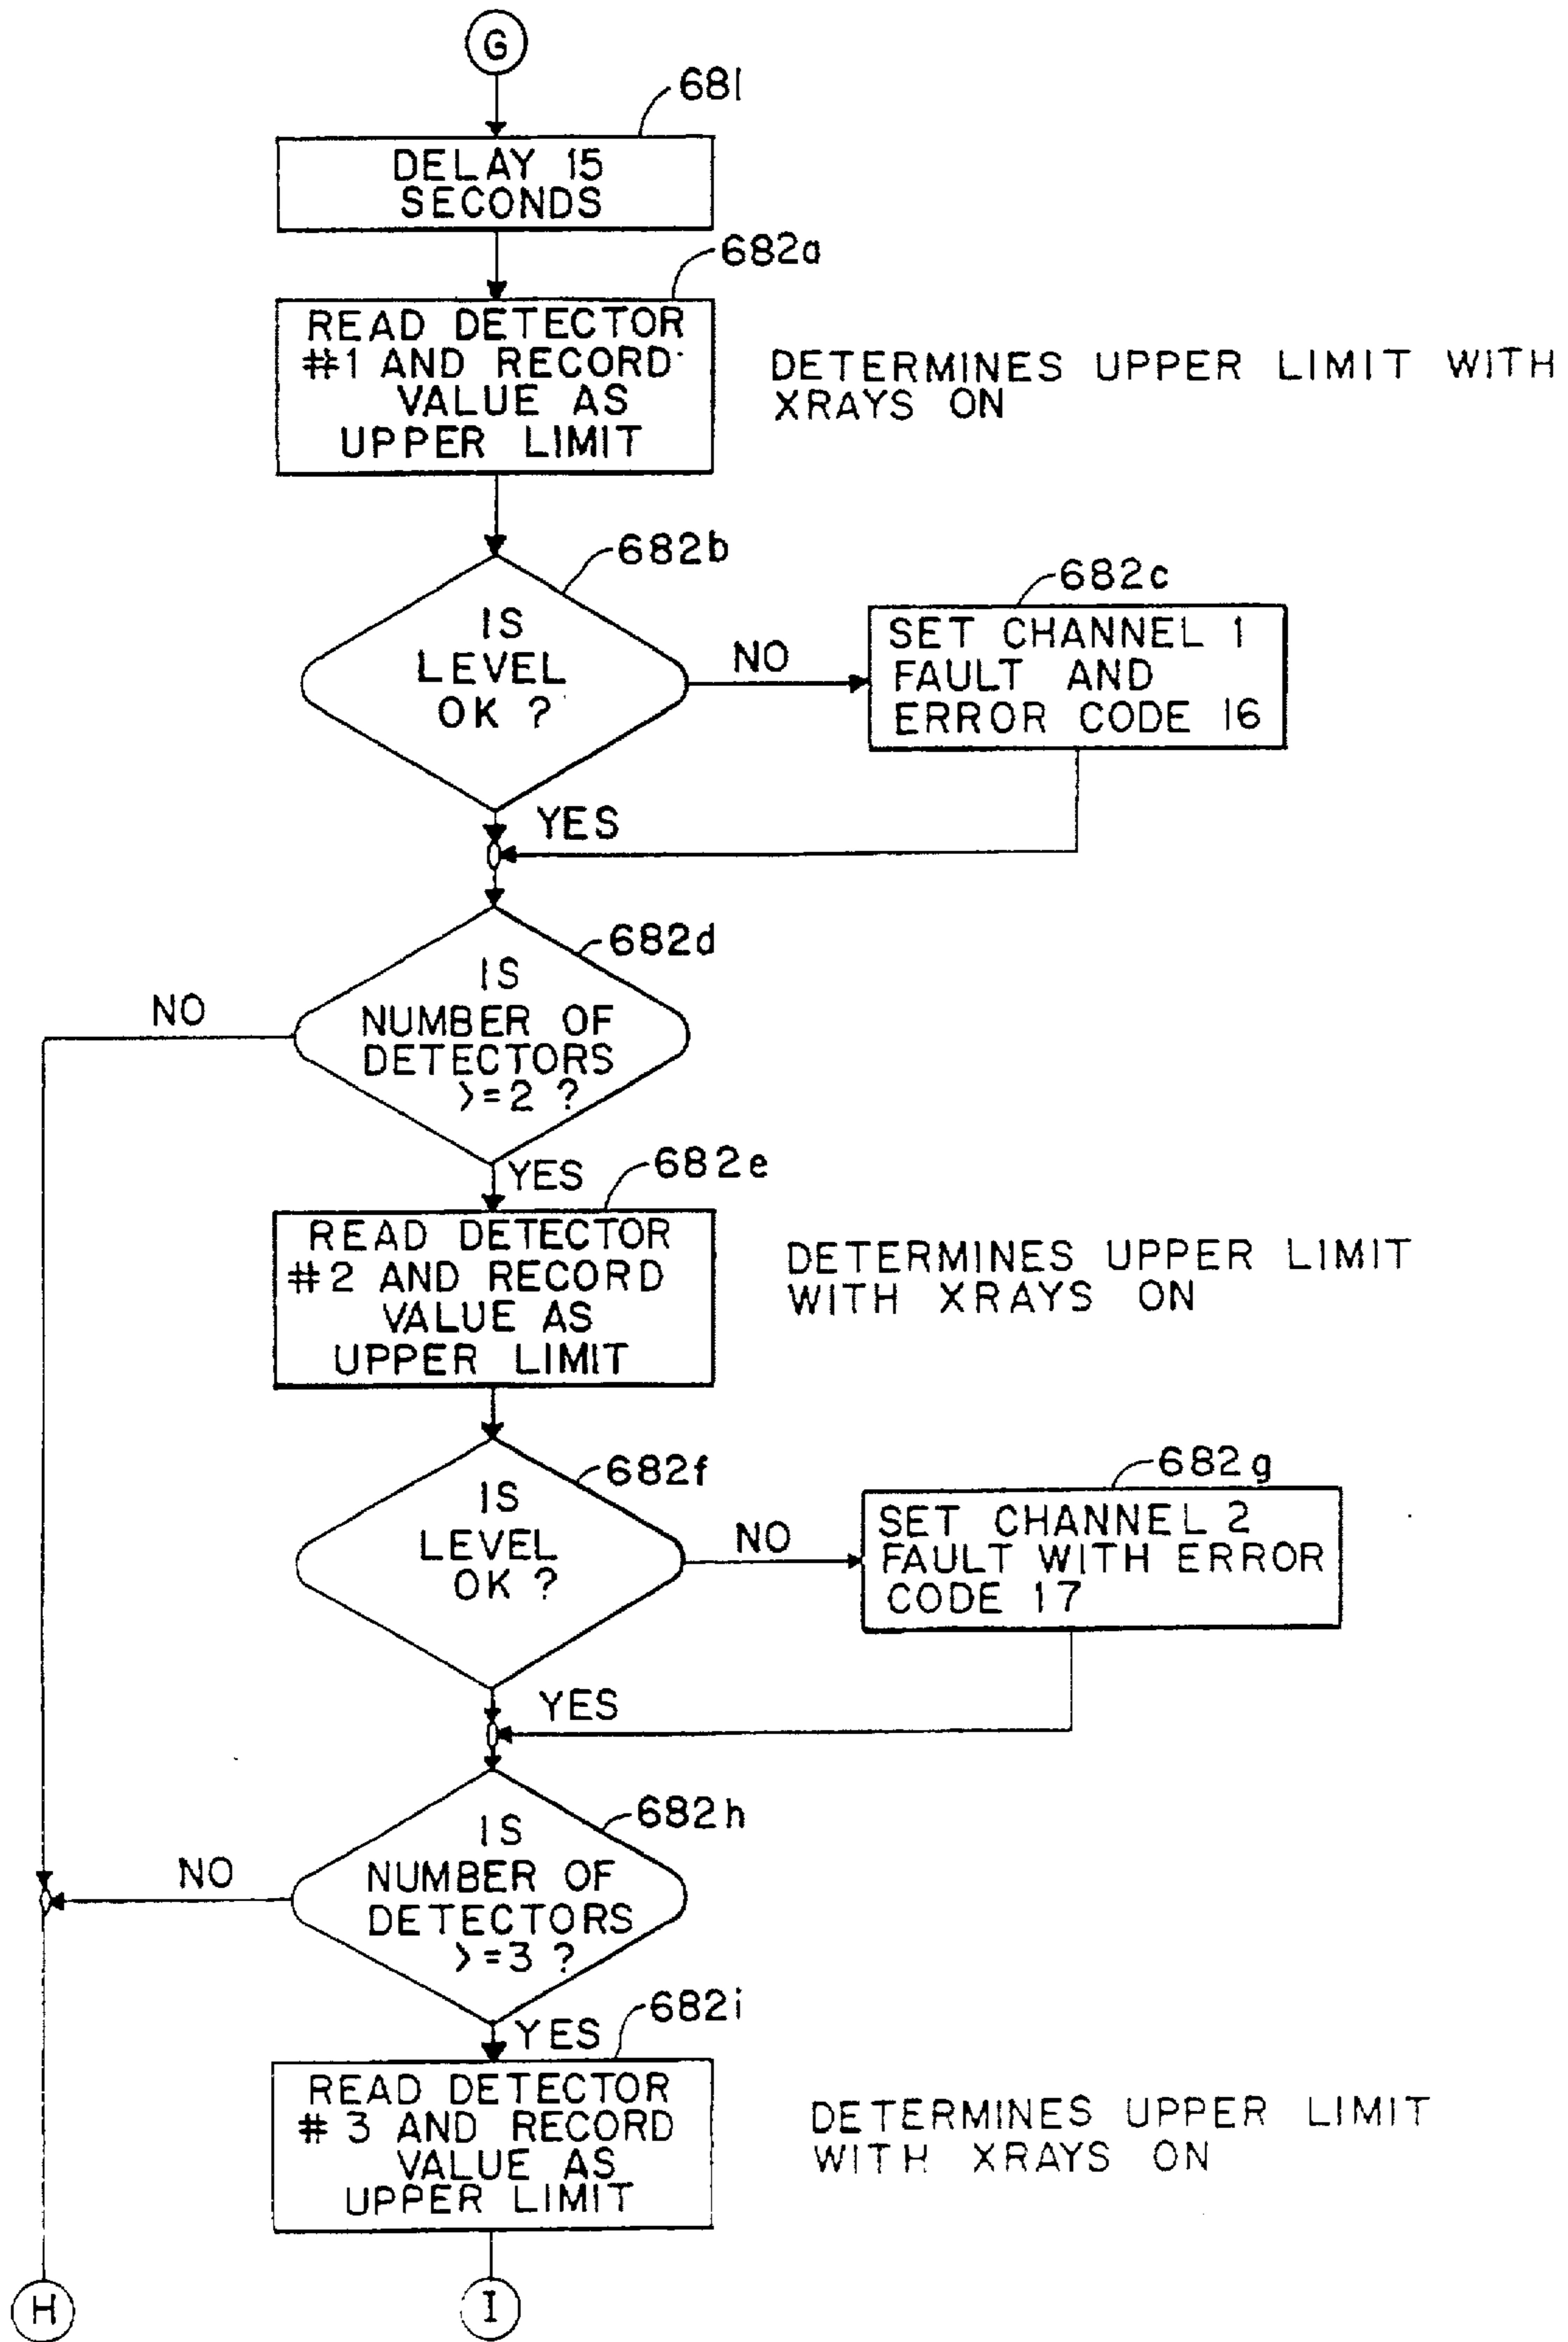 G
681
DELAY 15
SECONDS
682a
READ DETECTOR
#1 AND RECORD
VALUE AS
UPPER LIMIT
DETERMINES UPPER LIMIT WITH
XRAYS ON
682b
IS
LEVEL
OK ?
NO
682c
SET CHANNEL 1
FAULT AND
ERROR CODE 16
YES
682d
IS
NUMBER OF
DETECTORS
>=2 ?
NO
YES
682e
READ DETECTOR
#2 AND RECORD
VALUE AS
UPPER LIMIT
DETERMINES UPPER LIMIT
WITH XRAYS ON
682f
IS
LEVEL
OK ?
NO
682g
SET CHANNEL 2
FAULT WITH ERROR
CODE 17
YES
682h
IS
NUMBER OF
DETECTORS
>=3 ?
NO
YES
682i
READ DETECTOR
# 3 AND RECORD
VALUE AS
UPPER LIMIT
DETERMINES UPPER LIMIT
WITH XRAYS ON
H
I